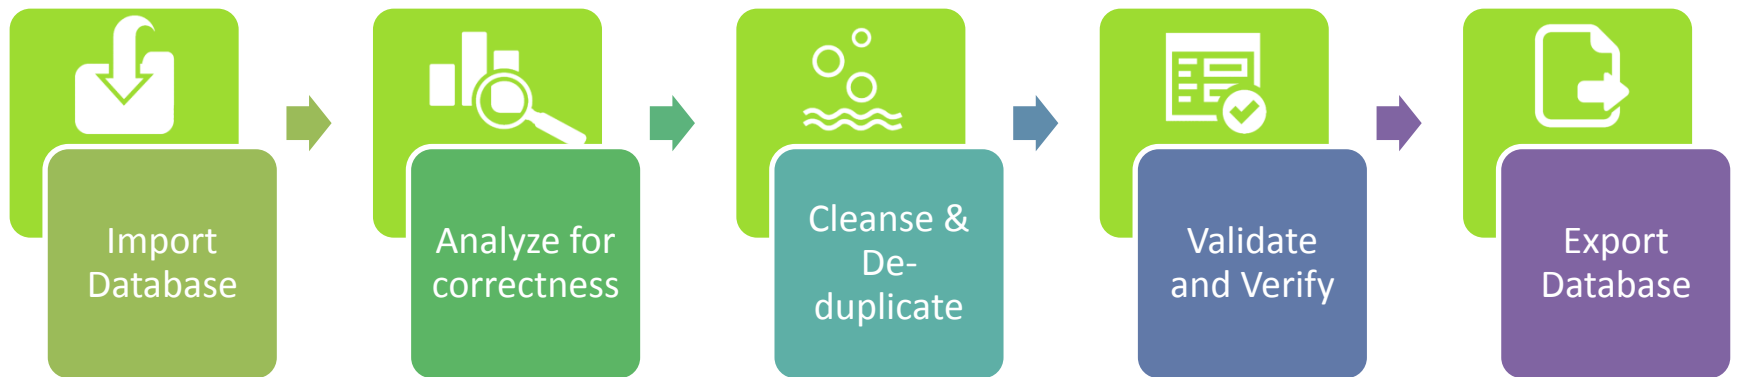 Import
Database
Analyze for
correctness
Cleanse &
De-
duplicate
Validate
and Verify
Export
Database